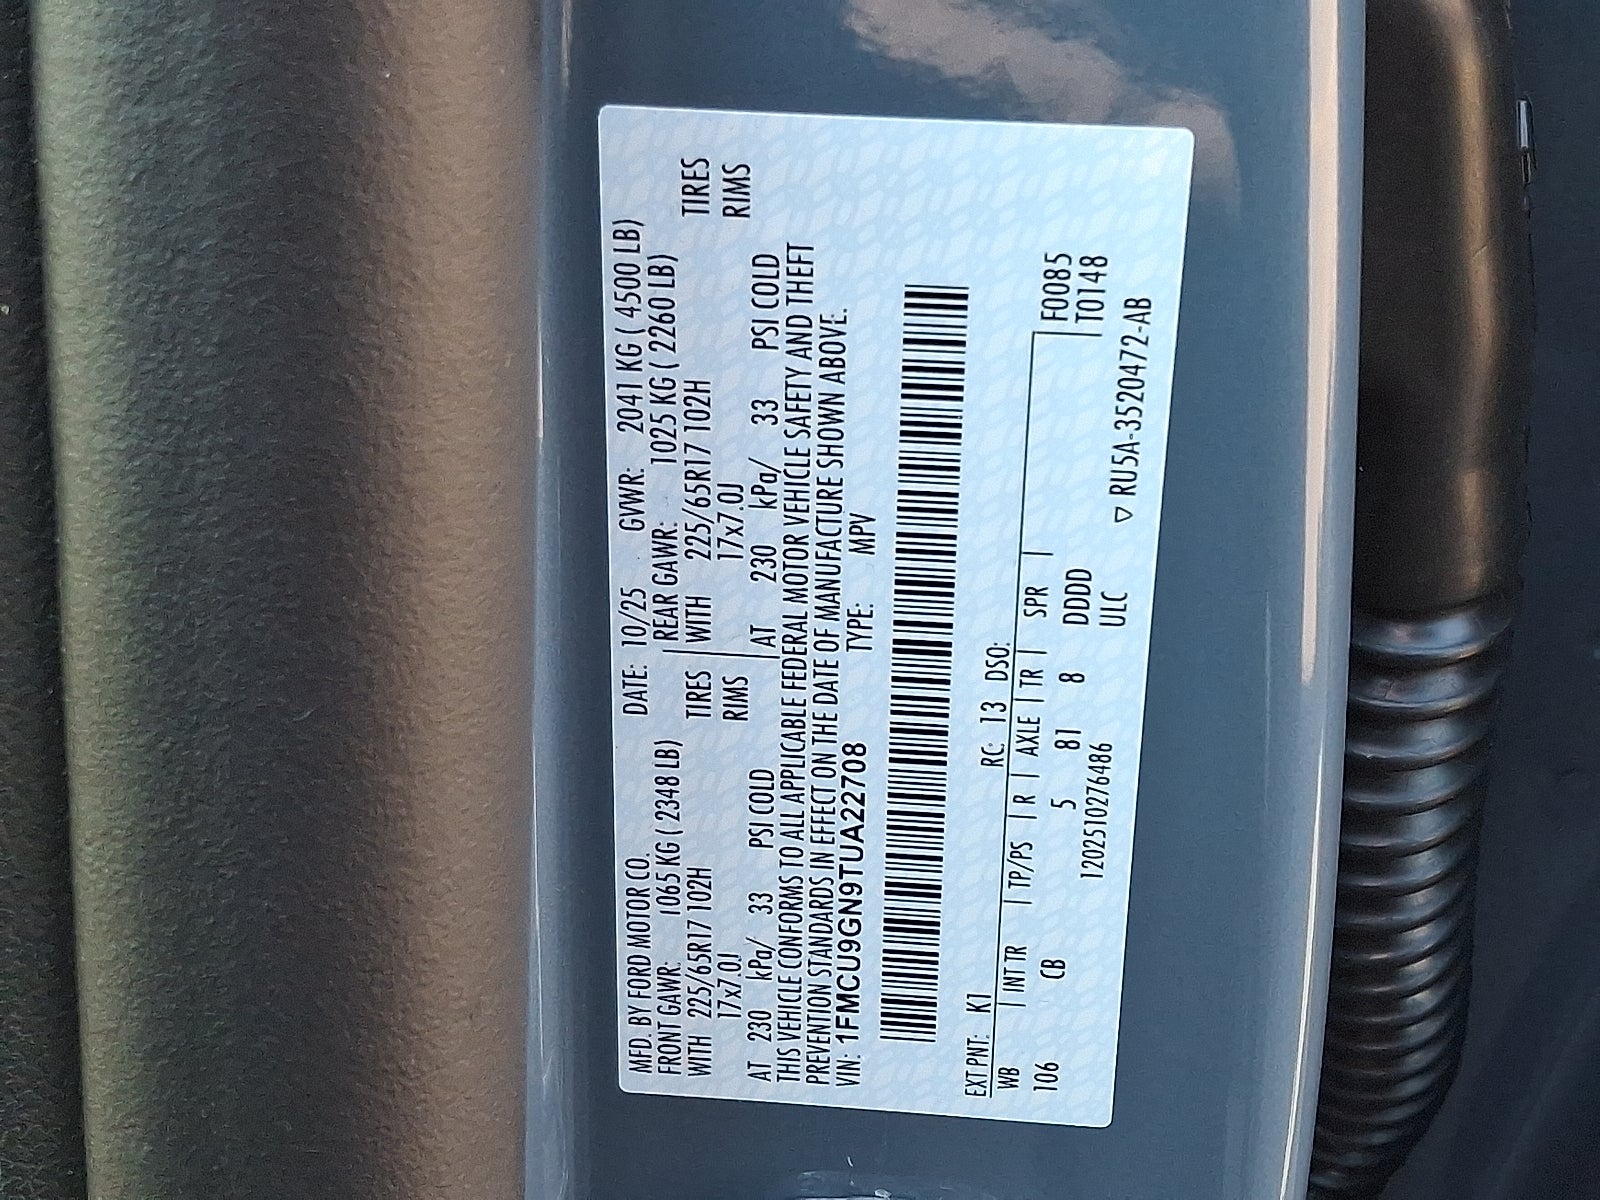 MFD. BY FORD MOTOR CO. DATE: 10/25 GVWR: 2041 KG ( 4500 LB)
FRONT GAWR: 1065 KG ( 2348 LB) REAR GAWR: 1025 KG ( 2260 LB)
WITH 225/65R17 102H TIRES WITH 225/65R17 102H TIRES
17x7.0J RIMS 17x7.0J RIMS
AT 230 kPa/ 33 PSI COLD AT 230 kPa/ 33 PSI COLD
THIS VEHICLE CONFORMS TO ALL APPLICABLE FEDERAL MOTOR VEHICLE SAFETY AND THEFT
PREVENTION STANDARDS IN EFFECT ON THE DATE OF MANUFACTURE SHOWN ABOVE.
VIN: 1FMCU9GN9TUA22708 TYPE: MPV
EXT PNT: K1 RC: 13 DSO:
WB | INT TR | TP/PS | R | AXLE | TR | SPR | F0085
106 CB 5 81 8 DDDD T0148
1202510276486 ULC
▽ RU5A-3520472-AB